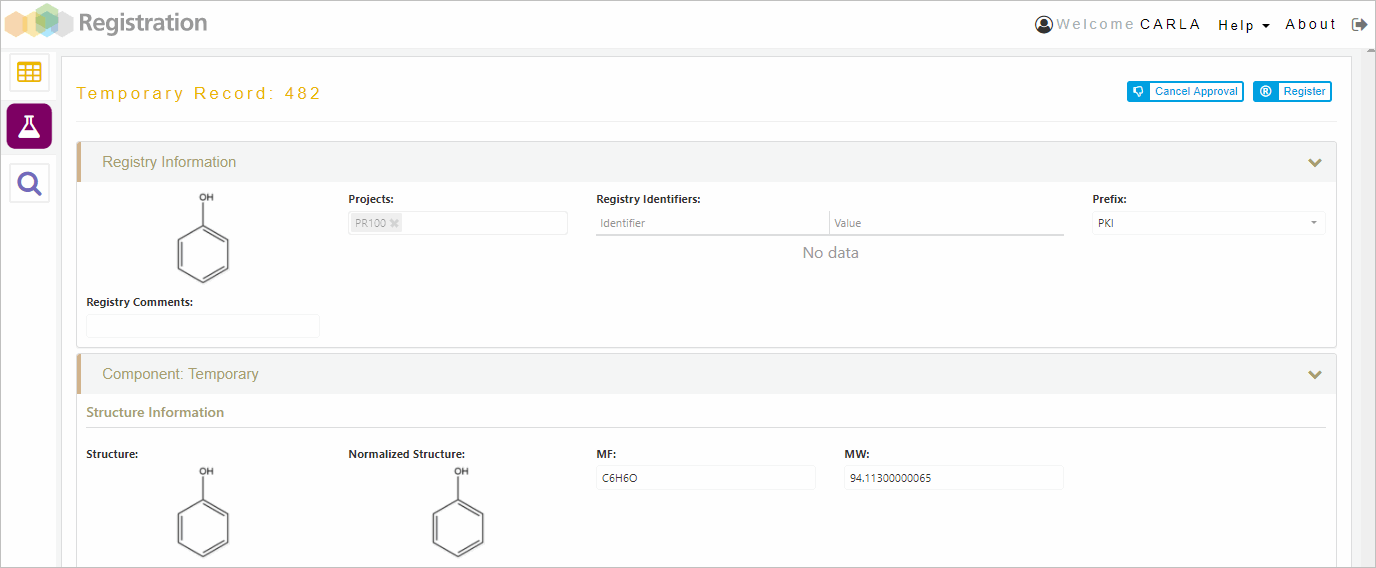 Registration
Welcome CARLA Help About
Temporary Record: 482
Cancel Approval
Register
Registry Information
OH
Projects:
PR100
Registry Identifiers:
Identifier Value
No data
Prefix:
PKI
Registry Comments:
Component: Temporary
Structure Information
Structure:
OH
Normalized Structure:
OH
MF:
C6H6O
MW:
94.11300000065